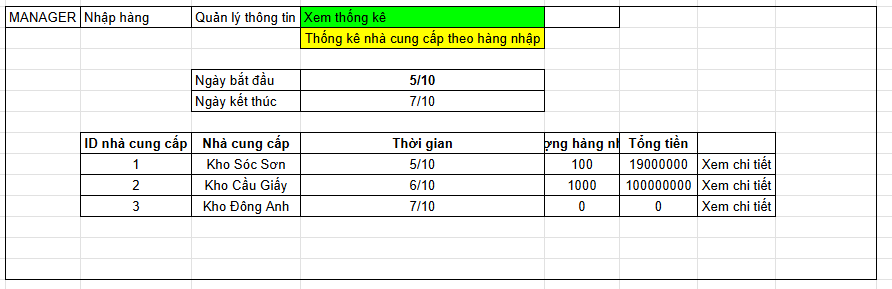 MANAGER Nhập hàng Quản lý thông tin Xem thống kê
Thống kê nhà cung cấp theo hàng nhập
Ngày bắt đầu 5/10
Ngày kết thúc 7/10
ID nhà cung cấp Nhà cung cấp Thời gian ợng hàng nh Tổng tiền
1 Kho Sóc Sơn 5/10 100 19000000 Xem chi tiết
2 Kho Cầu Giấy 6/10 1000 100000000 Xem chi tiết
3 Kho Đông Anh 7/10 0 0 Xem chi tiết